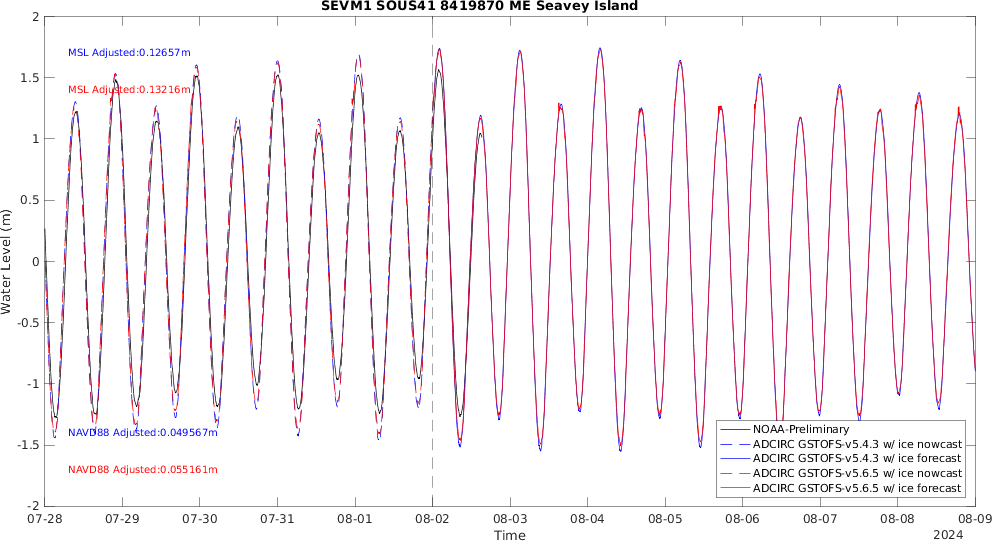 SEVM1 SOUS41 8419870 ME Seavey Island
2
1.5
1
0.5
0
-0.5
-1
-1.5
-2
Water Level (m)
MSL Adjusted:0.12657m
MSL Adjusted:0.13216m
NAVD88 Adjusted:0.049567m
NAVD88 Adjusted:0.055161m
NOAA-Preliminary
ADCIRC GSTOFS-v5.4.3 w/ ice nowcast
ADCIRC GSTOFS-v5.4.3 w/ ice forecast
ADCIRC GSTOFS-v5.6.5 w/ ice nowcast
ADCIRC GSTOFS-v5.6.5 w/ ice forecast
07-28 07-29 07-30 07-31 08-01 08-02 08-03 08-04 08-05 08-06 08-07 08-08 08-09
Time
2024